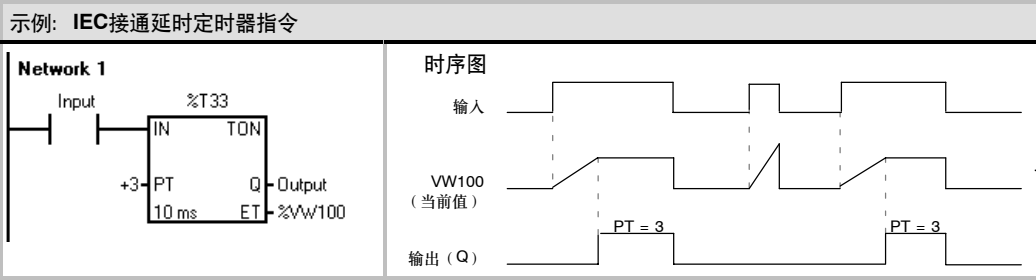 示例: IEC接通延时定时器指令
Network 1
Input
%T33
IN TON
+3 PT Q Output
10 ms ET %VW100
时序图
输入
VW100
（当前值）
PT = 3 PT = 3
输出（Q）